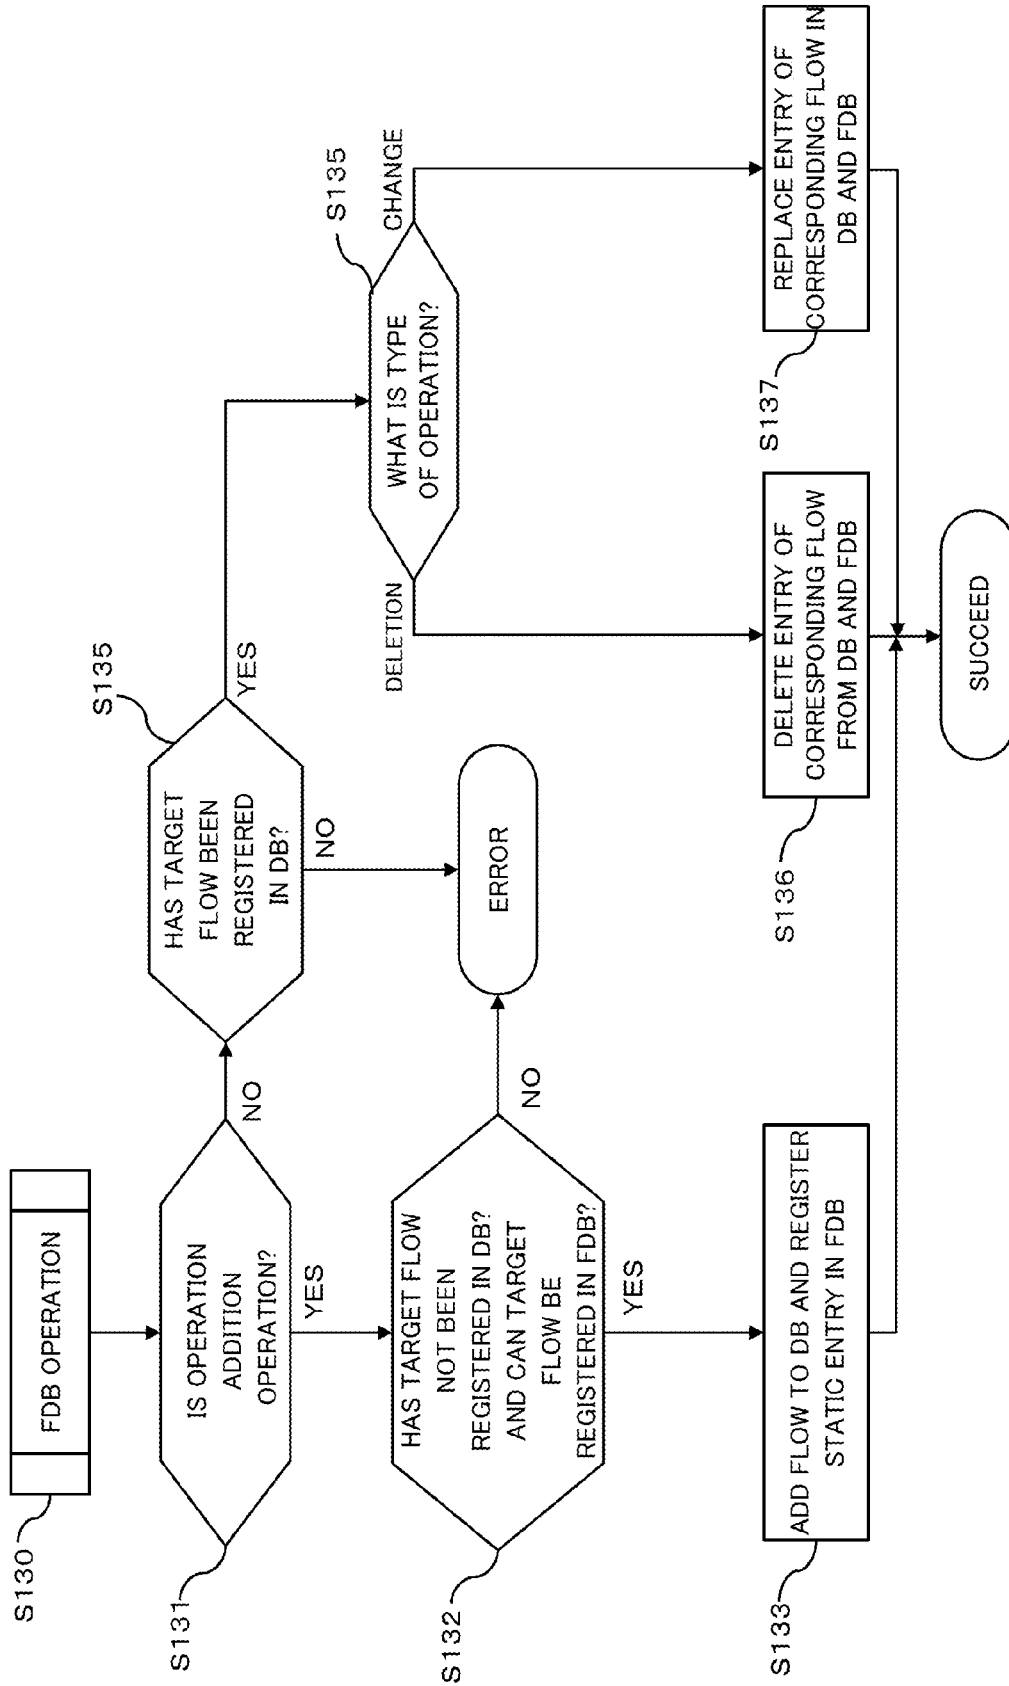 S130
FDB OPERATION
S131
IS OPERATION
ADDITION
OPERATION?
NO
YES
S135
HAS TARGET
FLOW BEEN
REGISTERED
IN DB?
YES
NO
S132
HAS TARGET FLOW
NOT BEEN
REGISTERED IN DB?
AND CAN TARGET
FLOW BE
REGISTERED IN FDB?
NO
YES
ERROR
S135
WHAT IS TYPE
OF OPERATION?
DELETION
CHANGE
S133
ADD FLOW TO DB AND REGISTER
STATIC ENTRY IN FDB
S136
DELETE ENTRY OF
CORRESPONDING FLOW
FROM DB AND FDB
S137
REPLACE ENTRY OF
CORRESPONDING FLOW IN
DB AND FDB
SUCCEED